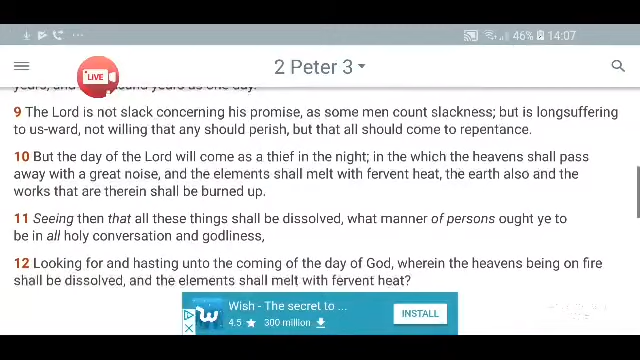 46% 14:07
LIVE
2 Peter 3
years, and a thousand years as one day.
9 The Lord is not slack concerning his promise, as some men count slackness; but is longsuffering
to us-ward, not willing that any should perish, but that all should come to repentance.
10 But the day of the Lord will come as a thief in the night; in the which the heavens shall pass
away with a great noise, and the elements shall melt with fervent heat, the earth also and the
works that are therein shall be burned up.
11 Seeing then that all these things shall be dissolved, what manner of persons ought ye to
be in all holy conversation and godliness,
12 Looking for and hasting unto the coming of the day of God, wherein the heavens being on fire
shall be dissolved, and the elements shall melt with fervent heat?
Wish - The secret to ...
4.5 ★ 300 million
INSTALL